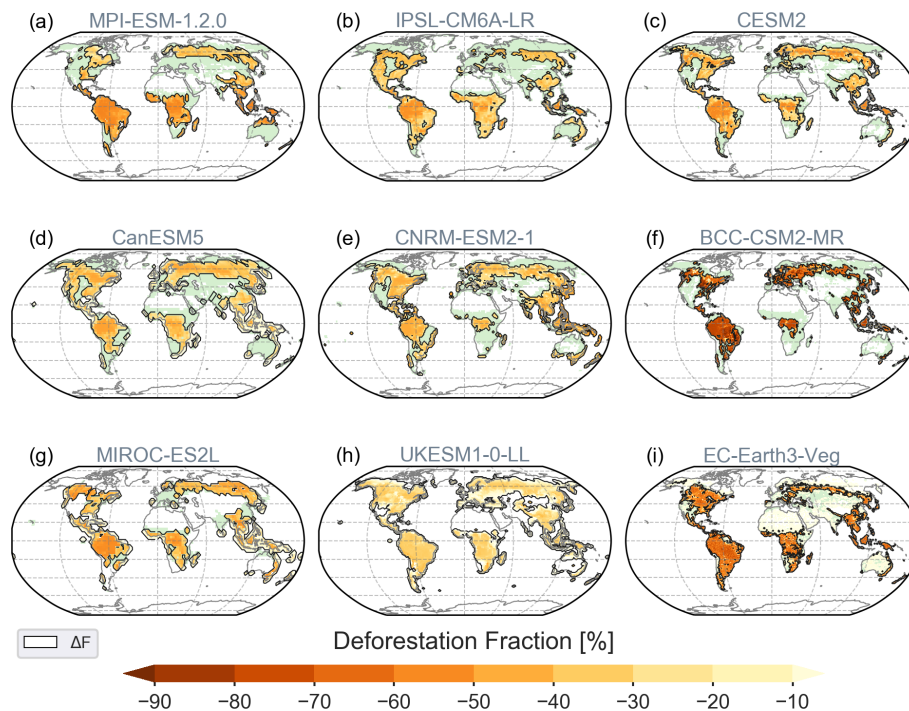 (a) MPI-ESM-1.2.0 (b) IPSL-CM6A-LR (c) CESM2
(d) CanESM5 (e) CNRM-ESM2-1 (f) BCC-CSM2-MR
(g) MIROC-ES2L (h) UKESM1-0-LL (i) EC-Earth3-Veg
ΔF Deforestation Fraction [%]
−90 −80 −70 −60 −50 −40 −30 −20 −10